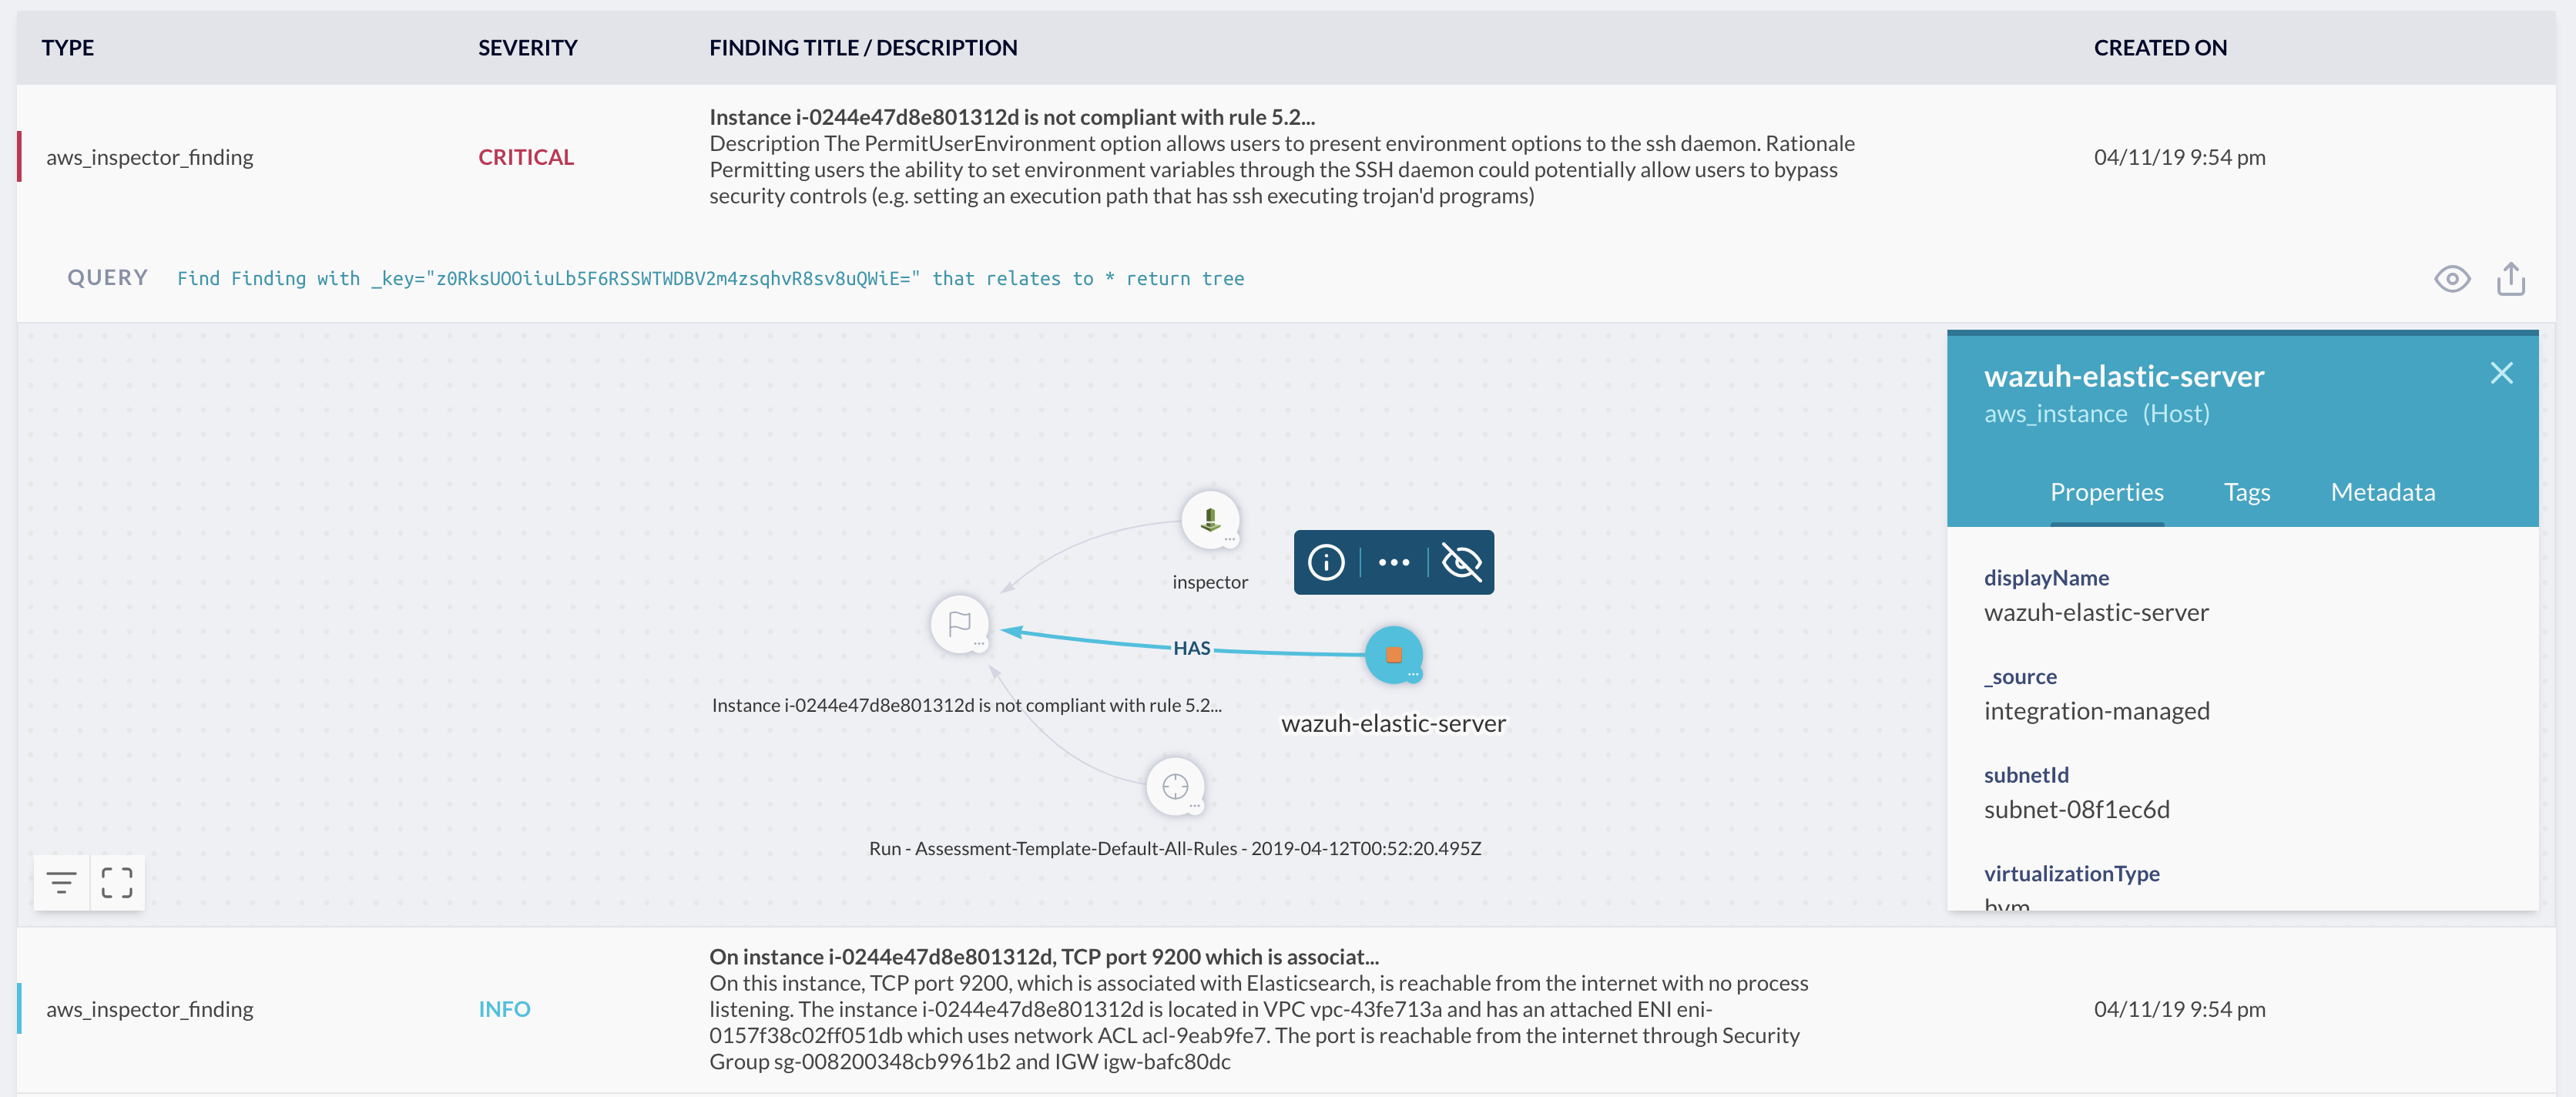 TYPE SEVERITY FINDING TITLE / DESCRIPTION CREATED ON
Instance i-0244e47d8e801312d is not compliant with rule 5.2...
aws_inspector_finding CRITICAL Description The PermitUserEnvironment option allows users to present environment options to the ssh daemon. Rationale 04/11/19 9:54 pm
Permitting users the ability to set environment variables through the SSH daemon could potentially allow users to bypass
security controls (e.g. setting an execution path that has ssh executing trojan'd programs)
QUERY Find Finding with _key="z0RksUOOiiuLb5F6RSSWTWDBV2m4zsqhvR8sv8uQWiE=" that relates to * return tree
inspector
HAS
Instance i-0244e47d8e801312d is not compliant with rule 5.2...
wazuh-elastic-server
Run - Assessment-Template-Default-All-Rules - 2019-04-12T00:52:20.495Z
wazuh-elastic-server
aws_instance (Host)
Properties Tags Metadata
displayName
wazuh-elastic-server
_source
integration-managed
subnetId
subnet-08f1ec6d
virtualizationType
hvm
On instance i-0244e47d8e801312d, TCP port 9200 which is associat...
On this instance, TCP port 9200, which is associated with Elasticsearch, is reachable from the internet with no process
aws_inspector_finding INFO listening. The instance i-0244e47d8e801312d is located in VPC vpc-43fe713a and has an attached ENI eni- 04/11/19 9:54 pm
0157f38c02ff051db which uses network ACL acl-9eab9fe7. The port is reachable from the internet through Security
Group sg-008200348cb9961b2 and IGW igw-bafc80dc